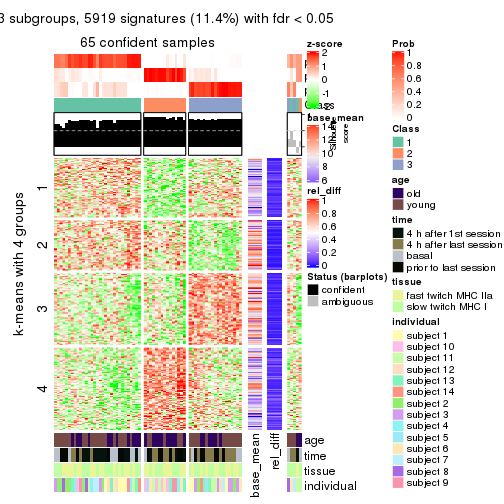 3 subgroups, 5919 signatures (11.4%) with fdr < 0.05
65 confident samples
k-means with 4 groups
1
2
3
4
Class
Silhouette
score
base_mean
rel_diff
age
time
tissue
individual
z-score
2
1
0
-1
-2
base_mean
14
12
10
8
6
rel_diff
1
0.8
0.6
0.4
0.2
0
Status (barplots)
confident
ambiguous
Prob
1
0.8
0.6
0.4
0.2
0
Class
1
2
3
age
old
young
time
4 h after 1st session
4 h after last session
basal
prior to last session
tissue
fast twitch MHC IIa
slow twitch MHC I
individual
subject 1
subject 10
subject 11
subject 12
subject 13
subject 14
subject 2
subject 3
subject 4
subject 5
subject 6
subject 7
subject 8
subject 9